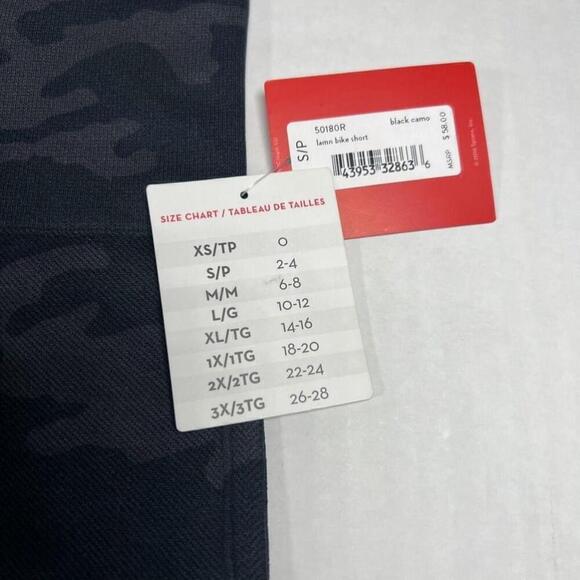 50180R black camo
lamn bike short
S/P
43953 32863 6
MSRP $ 58.00
SIZE CHART / TABLEAU DE TAILLES
XS/TP 0
S/P 2-4
M/M 6-8
L/G 10-12
XL/TG 14-16
1X/1TG 18-20
2X/2TG 22-24
3X/3TG 26-28